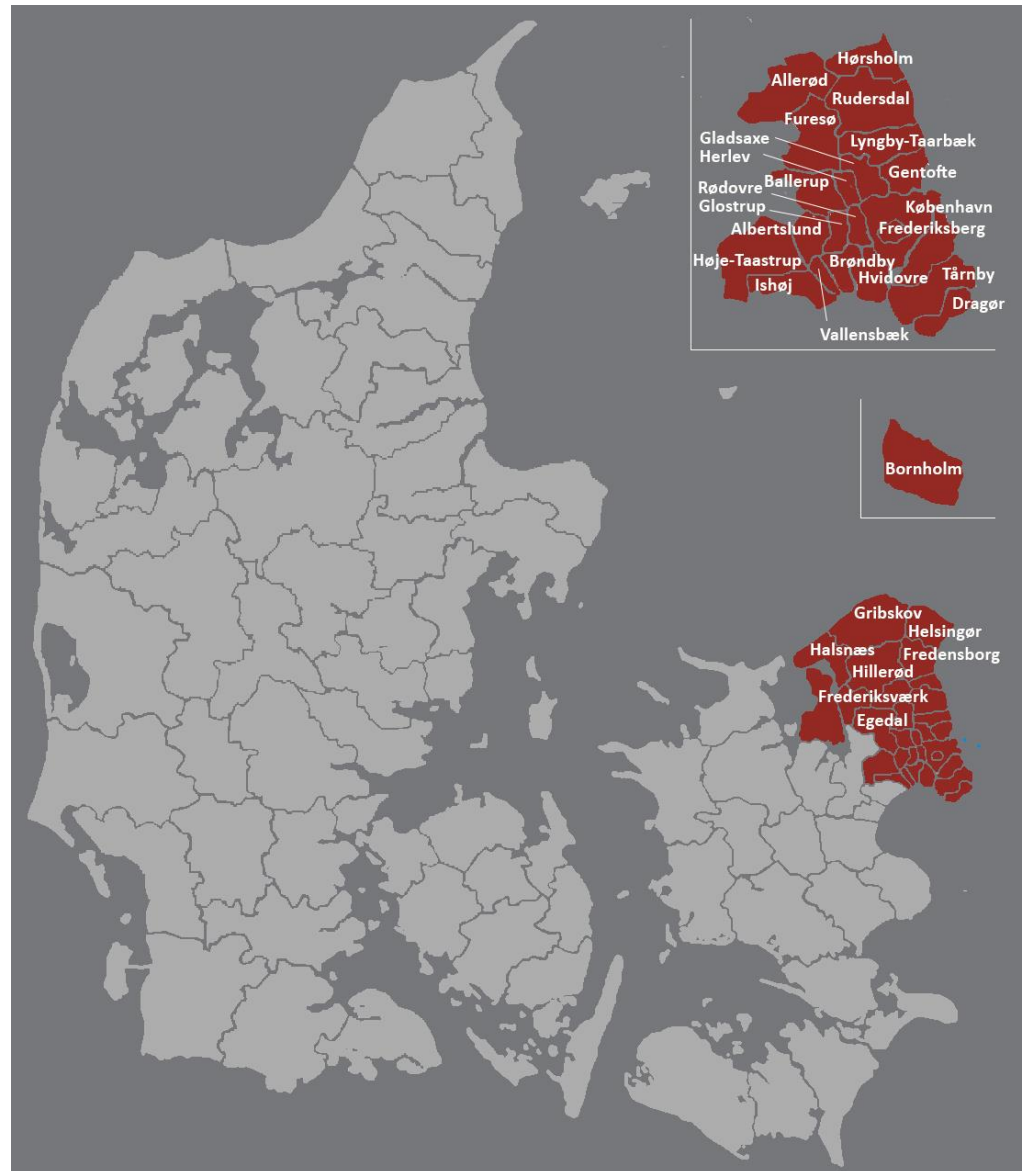 Hørsholm
Allerød
Rudersdal
Furesø
Gladsaxe
Lyngby-Taarbæk
Herlev
Gentofte
Rødovre
Ballerup
Glostrup
København
Albertslund
Frederiksberg
Høje-Taastrup
Brøndby
Hvidovre
Tårnby
Ishøj
Dragør
Vallensbæk
Bornholm
Gribskov
Helsingør
Halsnæs
Fredensborg
Hillerød
Frederiksværk
Egedal